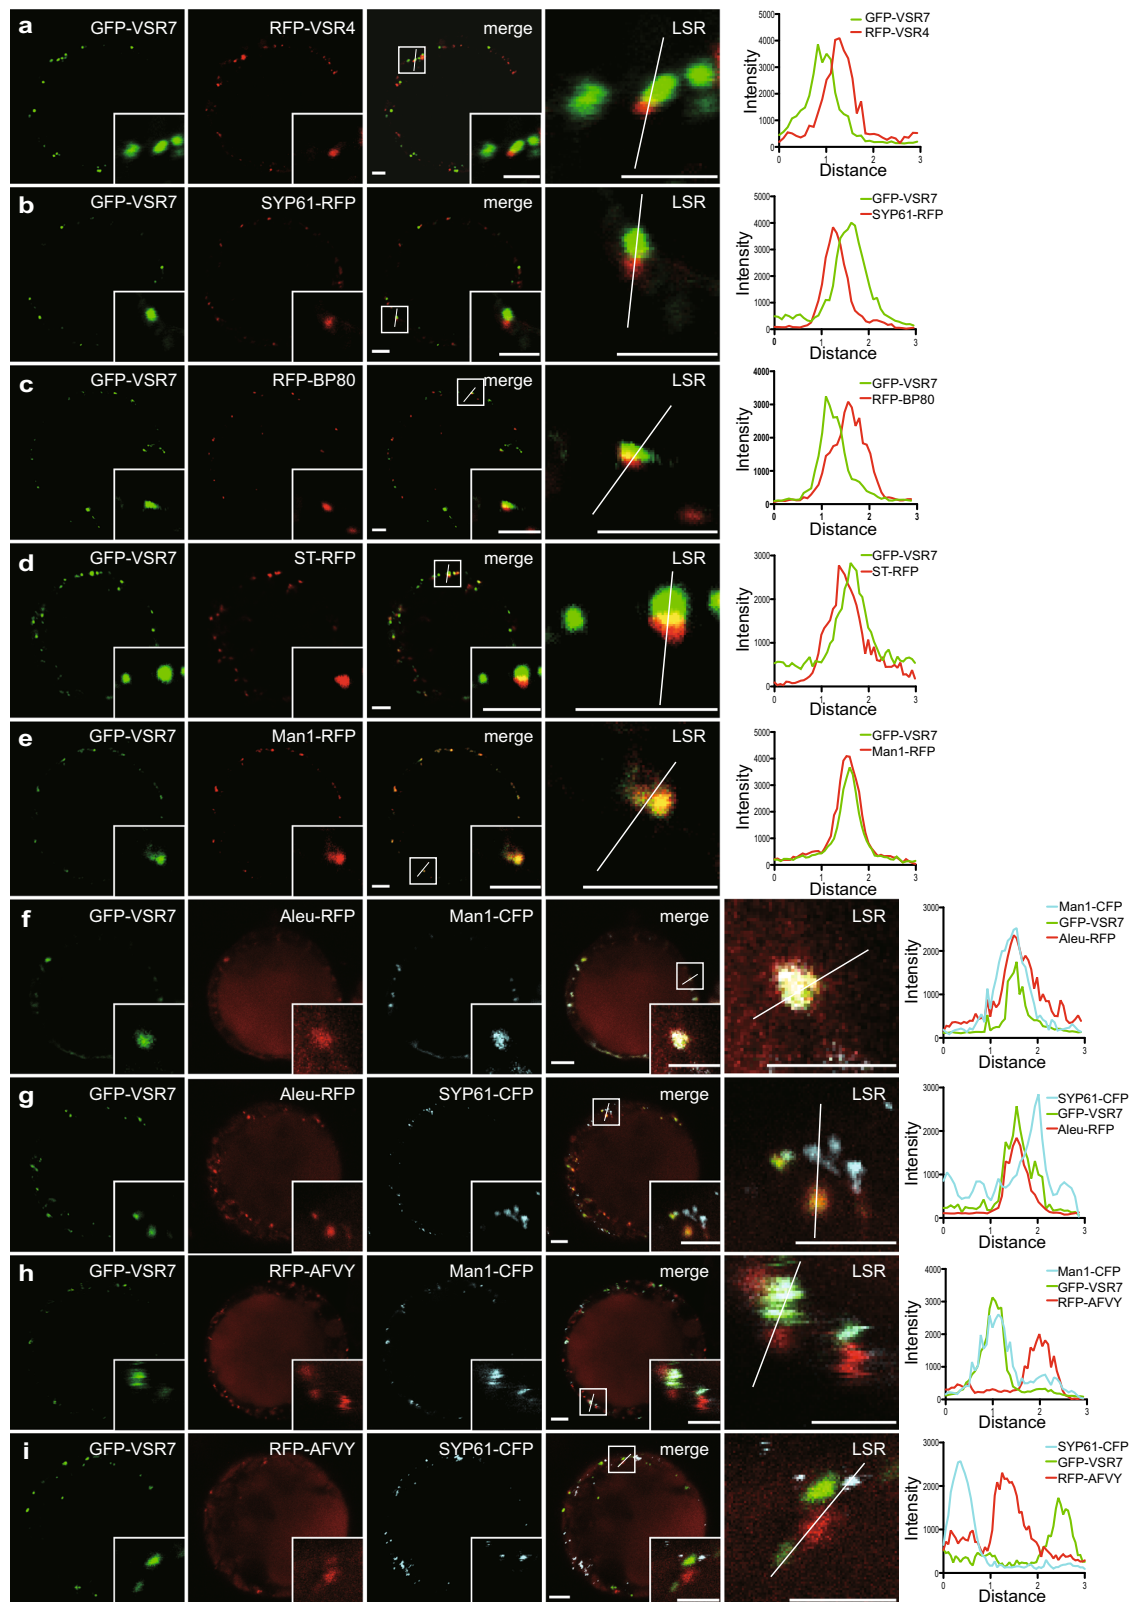 a GFP-VSR7 RFP-VSR4 merge LSR
GFP-VSR7
RFP-VSR4
Intensity
5000
4000
3000
2000
1000
0
0 1 2 3
Distance
b GFP-VSR7 SYP61-RFP merge LSR
GFP-VSR7
SYP61-RFP
Intensity
5000
4000
3000
2000
1000
0
0 1 2 3
Distance
c GFP-VSR7 RFP-BP80 merge LSR
GFP-VSR7
RFP-BP80
Intensity
4000
3000
2000
1000
0
0 1 2 3
Distance
d GFP-VSR7 ST-RFP merge LSR
GFP-VSR7
ST-RFP
Intensity
3000
2000
1000
0
0 1 2 3
Distance
e GFP-VSR7 Man1-RFP merge LSR
GFP-VSR7
Man1-RFP
Intensity
5000
4000
3000
2000
1000
0
0 1 2 3
Distance
f GFP-VSR7 Aleu-RFP Man1-CFP merge LSR
Man1-CFP
GFP-VSR7
Aleu-RFP
Intensity
3000
2000
1000
0
0 1 2 3
Distance
g GFP-VSR7 Aleu-RFP SYP61-CFP merge LSR
SYP61-CFP
GFP-VSR7
Aleu-RFP
Intensity
3000
2000
1000
0
0 1 2 3
Distance
h GFP-VSR7 RFP-AFVY Man1-CFP merge LSR
Man1-CFP
GFP-VSR7
RFP-AFVY
Intensity
4000
3000
2000
1000
0
0 1 2 3
Distance
i GFP-VSR7 RFP-AFVY SYP61-CFP merge LSR
SYP61-CFP
GFP-VSR7
RFP-AFVY
Intensity
3000
2000
1000
0
0 1 2 3
Distance